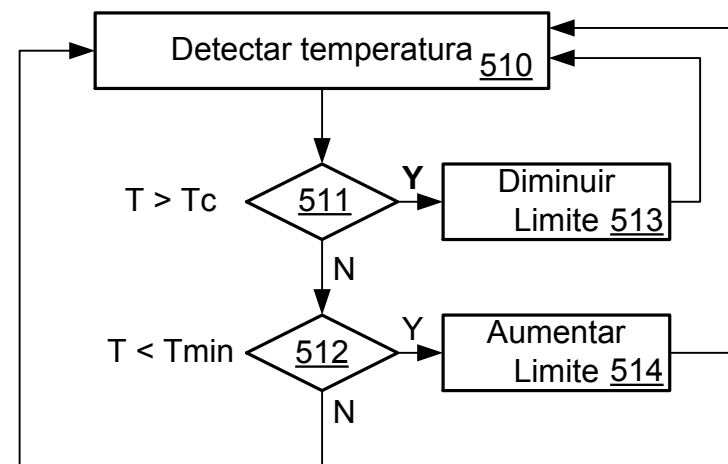 Detectar temperatura 510
T > Tc
511
Y
Diminuir
Limite 513
N
T < Tmin
512
Y
Aumentar
Limite 514
N